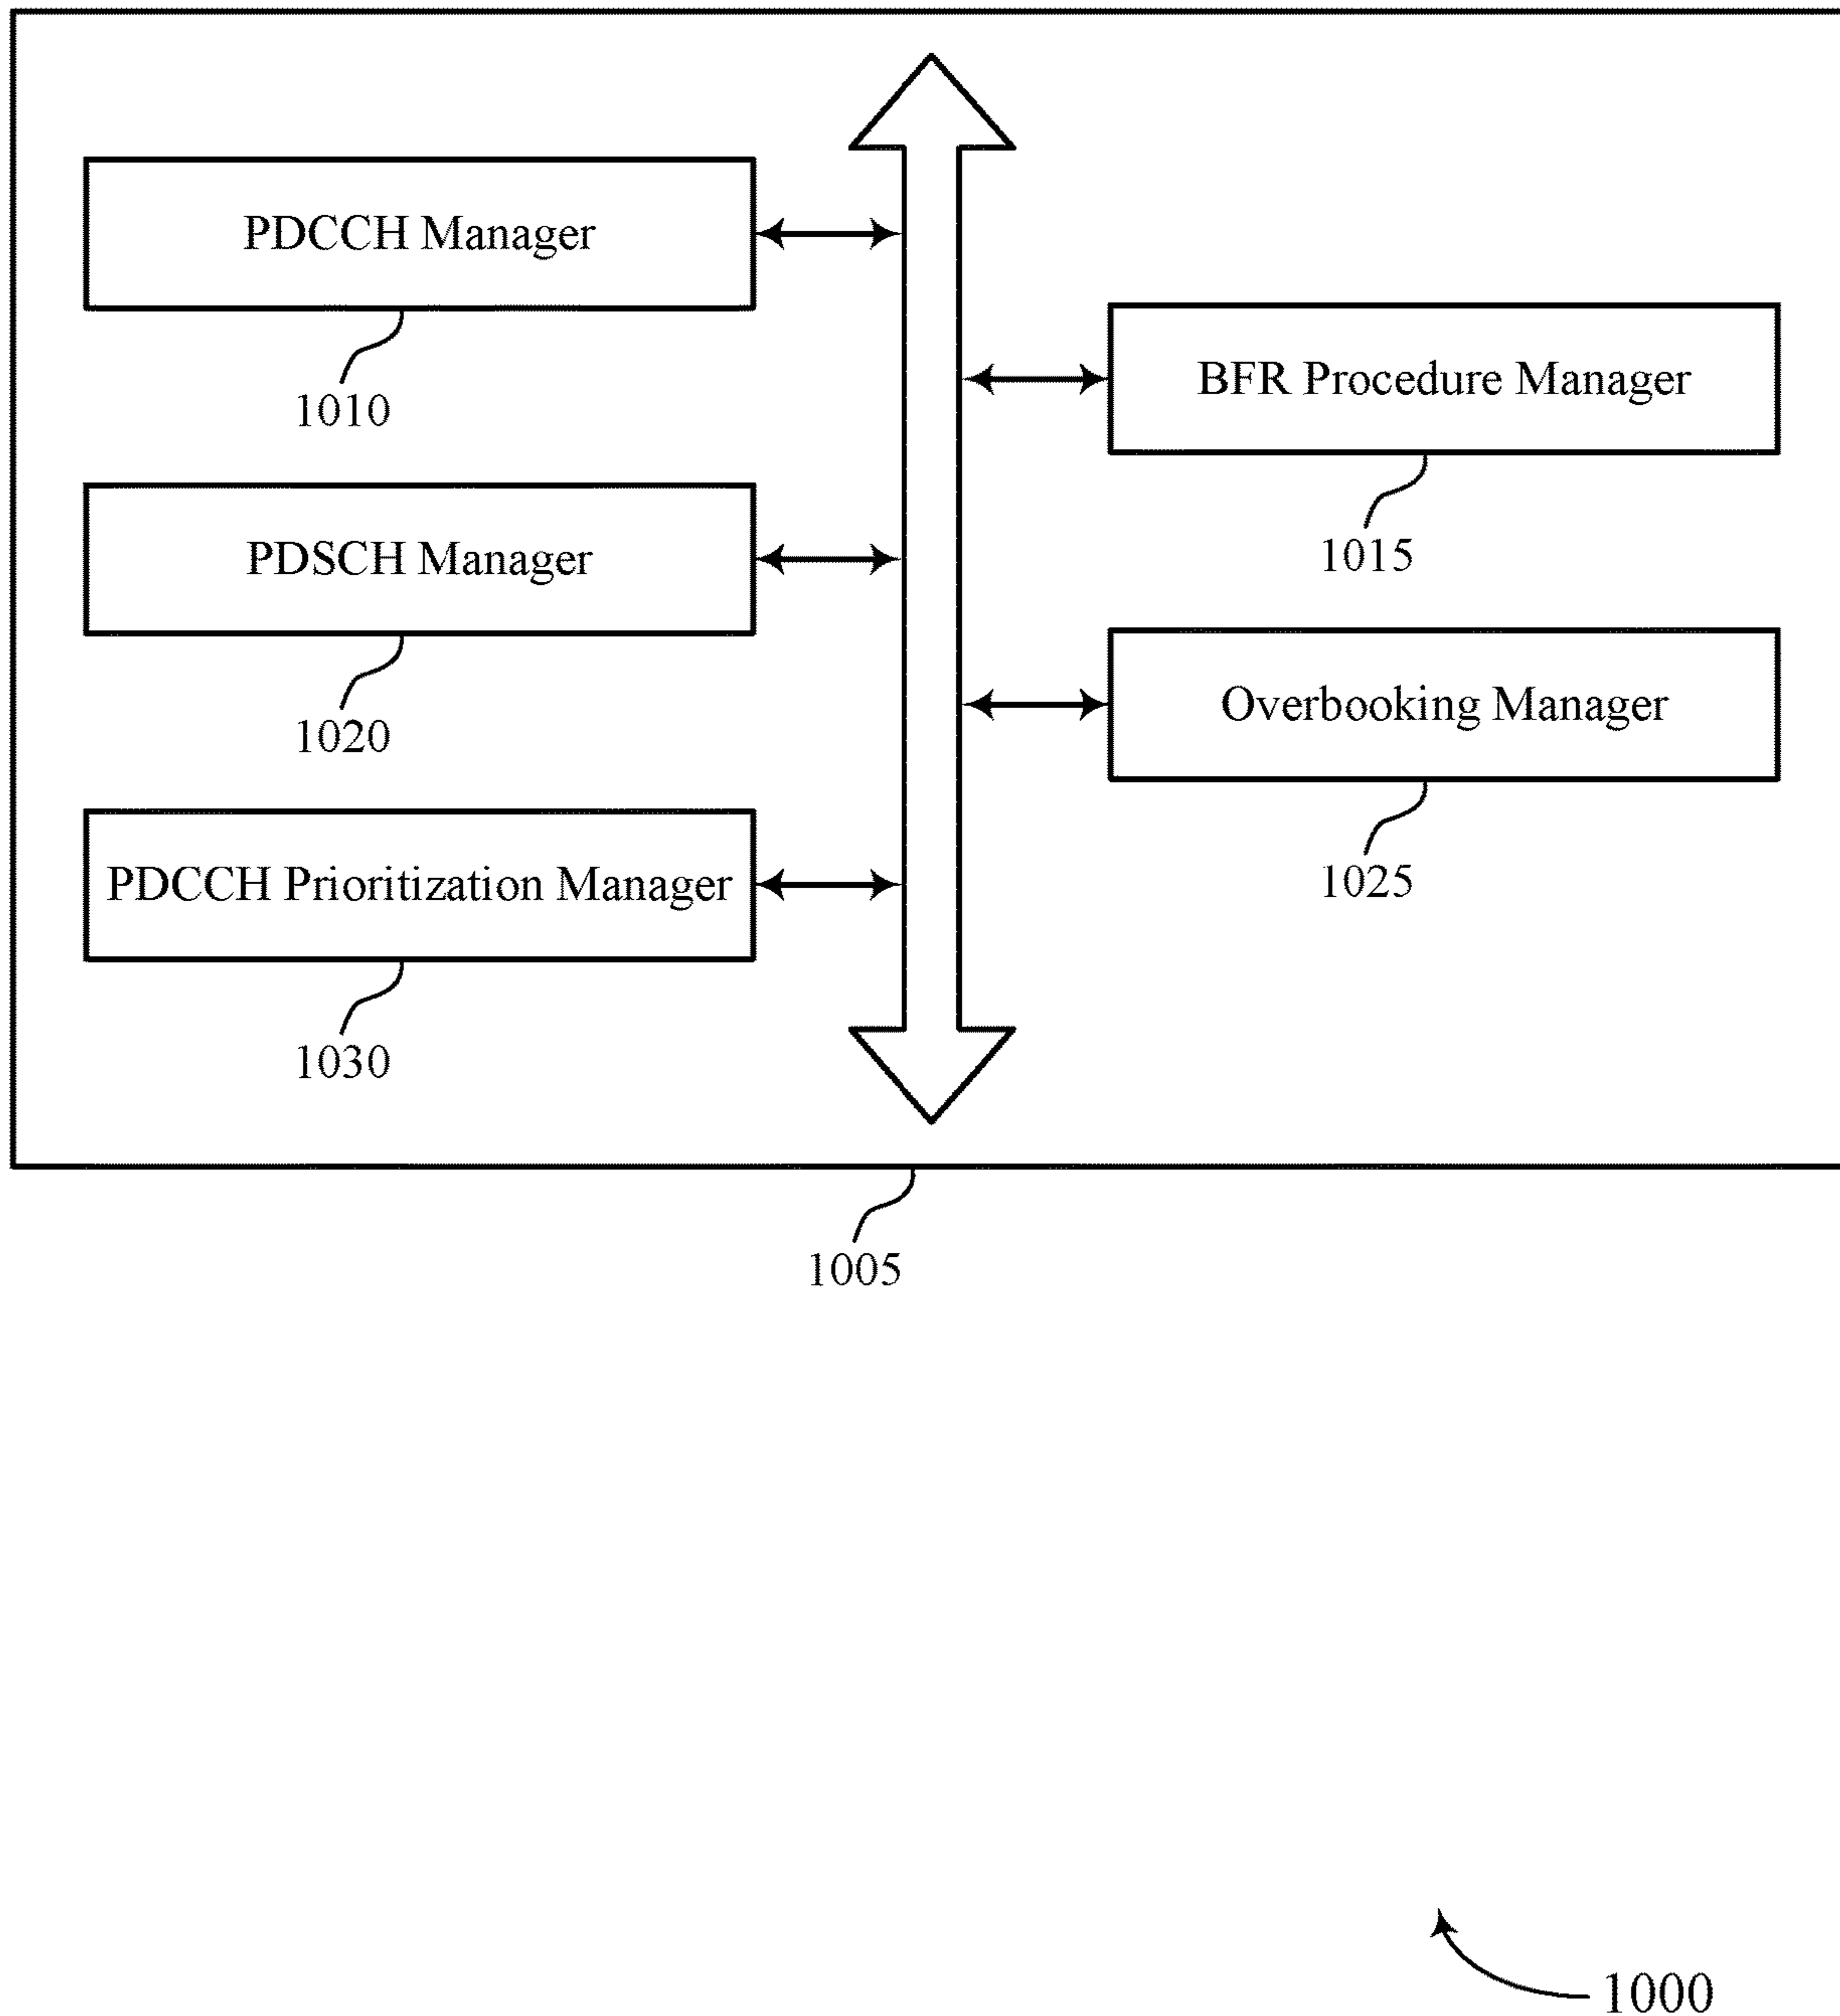 PDCCH Manager
1010
BFR Procedure Manager
1015
PDSCH Manager
1020
Overbooking Manager
1025
PDCCH Prioritization Manager
1030
1005
1000